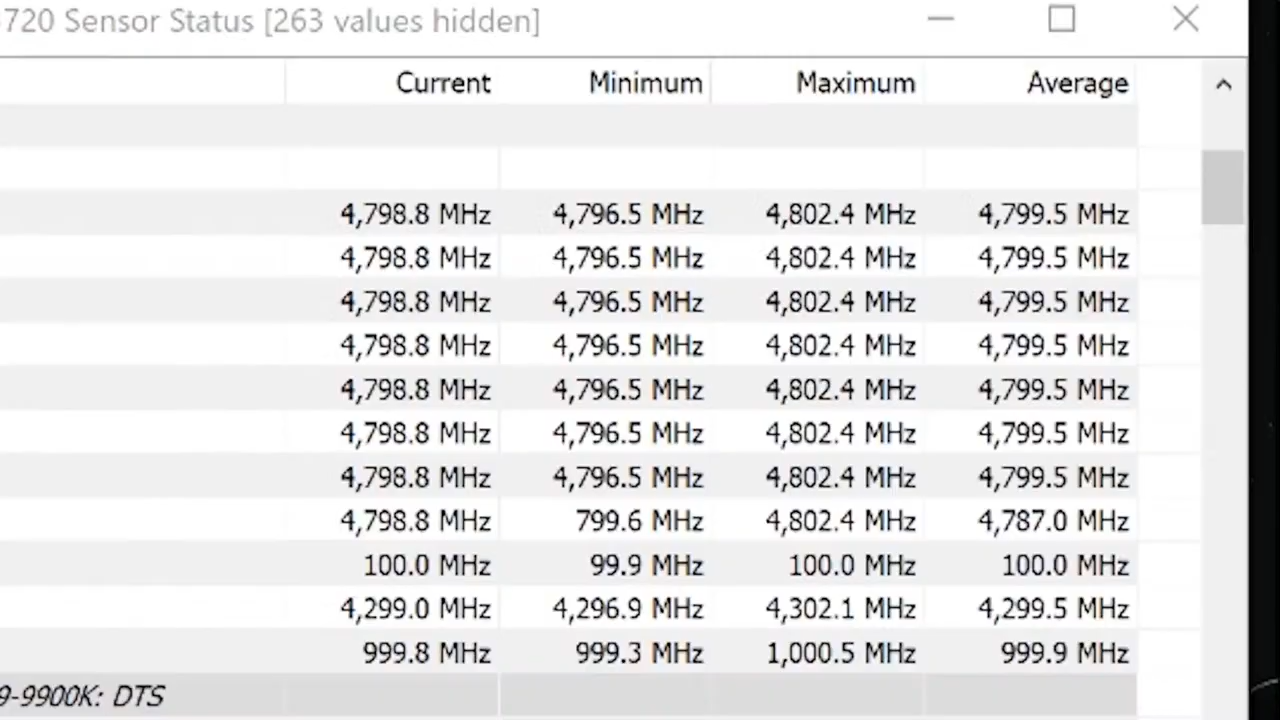 720 Sensor Status [263 values hidden]
Current Minimum Maximum Average
4,798.8 MHz 4,796.5 MHz 4,802.4 MHz 4,799.5 MHz
4,798.8 MHz 4,796.5 MHz 4,802.4 MHz 4,799.5 MHz
4,798.8 MHz 4,796.5 MHz 4,802.4 MHz 4,799.5 MHz
4,798.8 MHz 4,796.5 MHz 4,802.4 MHz 4,799.5 MHz
4,798.8 MHz 4,796.5 MHz 4,802.4 MHz 4,799.5 MHz
4,798.8 MHz 4,796.5 MHz 4,802.4 MHz 4,799.5 MHz
4,798.8 MHz 4,796.5 MHz 4,802.4 MHz 4,799.5 MHz
4,798.8 MHz 799.6 MHz 4,802.4 MHz 4,787.0 MHz
100.0 MHz 99.9 MHz 100.0 MHz 100.0 MHz
4,299.0 MHz 4,296.9 MHz 4,302.1 MHz 4,299.5 MHz
999.8 MHz 999.3 MHz 1,000.5 MHz 999.9 MHz
9-9900K: DTS